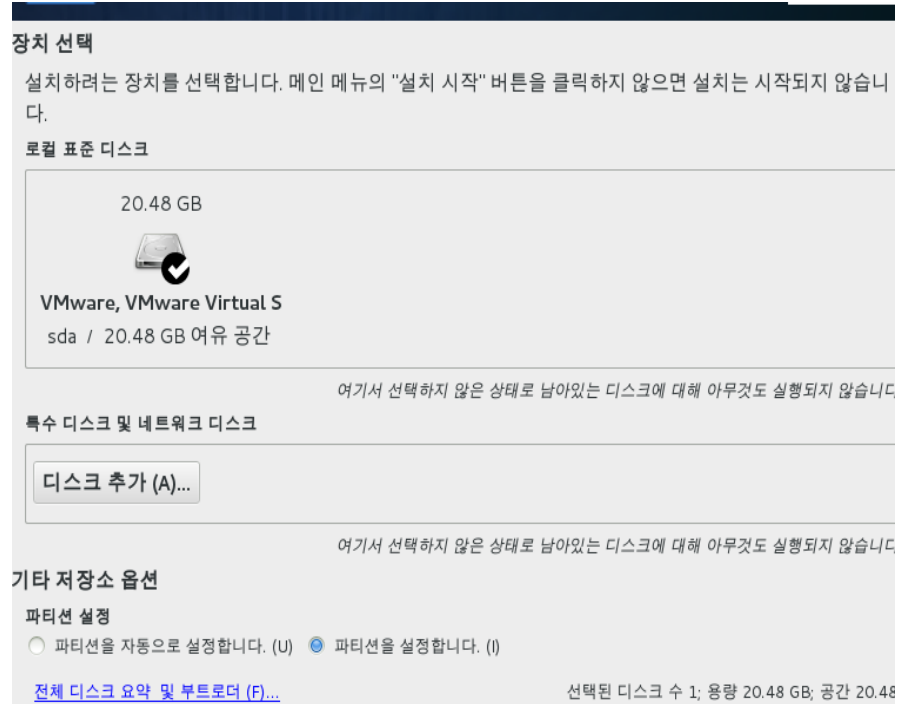 장치 선택
설치하려는 장치를 선택합니다. 메인 메뉴의 "설치 시작" 버튼을 클릭하지 않으면 설치는 시작되지 않습니
다.
로컬 표준 디스크
20.48 GB
VMware, VMware Virtual S
sda / 20.48 GB 여유 공간
여기서 선택하지 않은 상태로 남아있는 디스크에 대해 아무것도 실행되지 않습니다
특수 디스크 및 네트워크 디스크
디스크 추가 (A)...
여기서 선택하지 않은 상태로 남아있는 디스크에 대해 아무것도 실행되지 않습니다
기타 저장소 옵션
파티션 설정
파티션을 자동으로 설정합니다. (U) 파티션을 설정합니다. (I)
전체 디스크 요약 및 부트로더 (F)... 선택된 디스크 수 1; 용량 20.48 GB; 공간 20.48